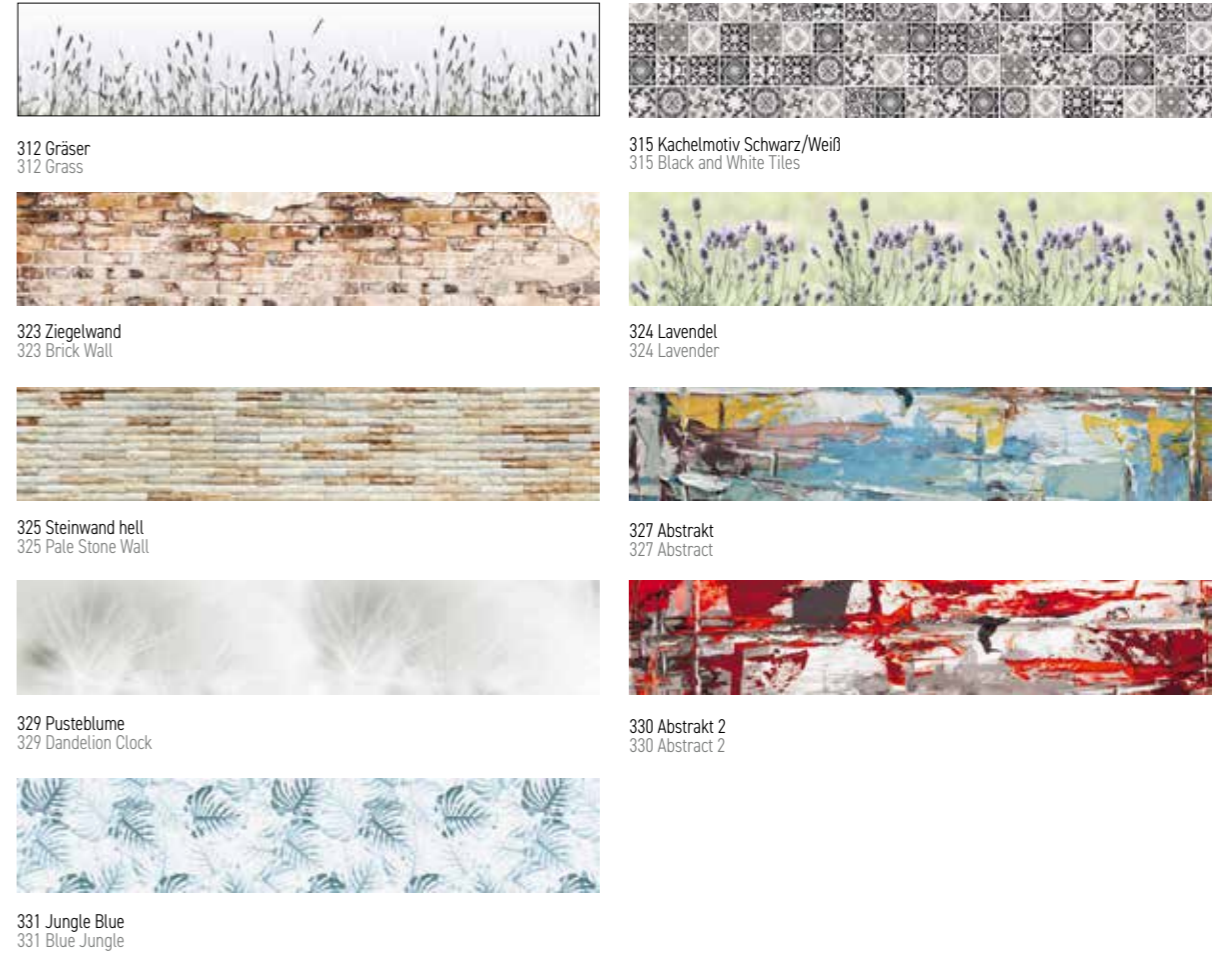 312 Gräser
312 Grass
315 Kachelmotiv Schwarz/Weiß
315 Black and White Tiles
323 Ziegelwand
323 Brick Wall
324 Lavendel
324 Lavender
325 Steinwand hell
325 Pale Stone Wall
327 Abstrakt
327 Abstract
329 Pusteblume
329 Dandelion Clock
330 Abstrakt 2
330 Abstract 2
331 Jungle Blue
331 Blue Jungle